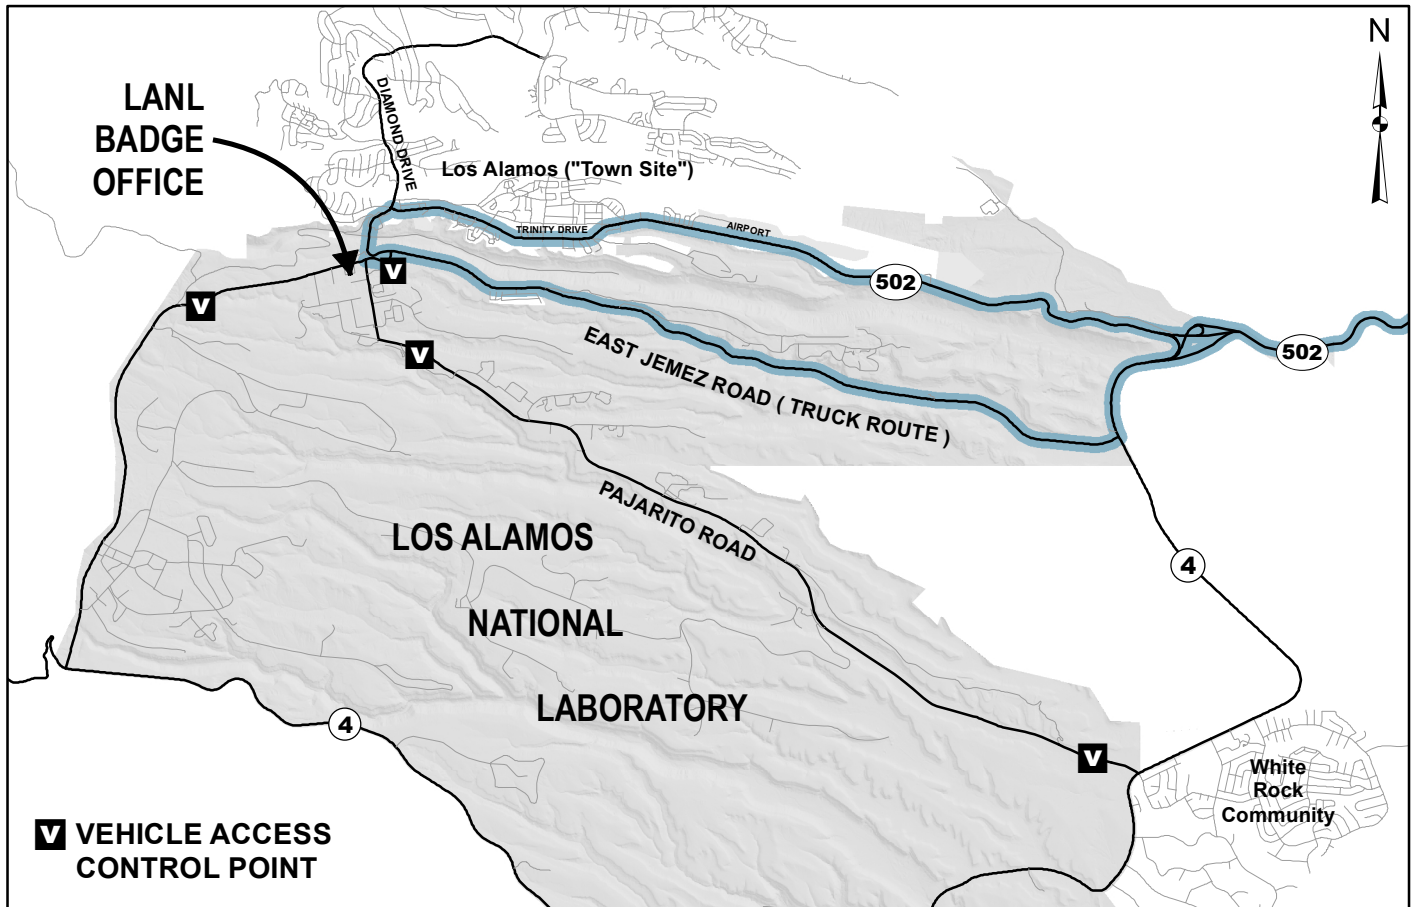 N
LANL
BADGE
OFFICE
DIAMOND DRIVE
Los Alamos ("Town Site")
TRINITY DRIVE
AIRPORT
502
V
V
V
502
EAST JEMEZ ROAD ( TRUCK ROUTE )
PAJARITO ROAD
LOS ALAMOS
NATIONAL
LABORATORY
4
4
V
White
Rock
Community
V VEHICLE ACCESS
CONTROL POINT